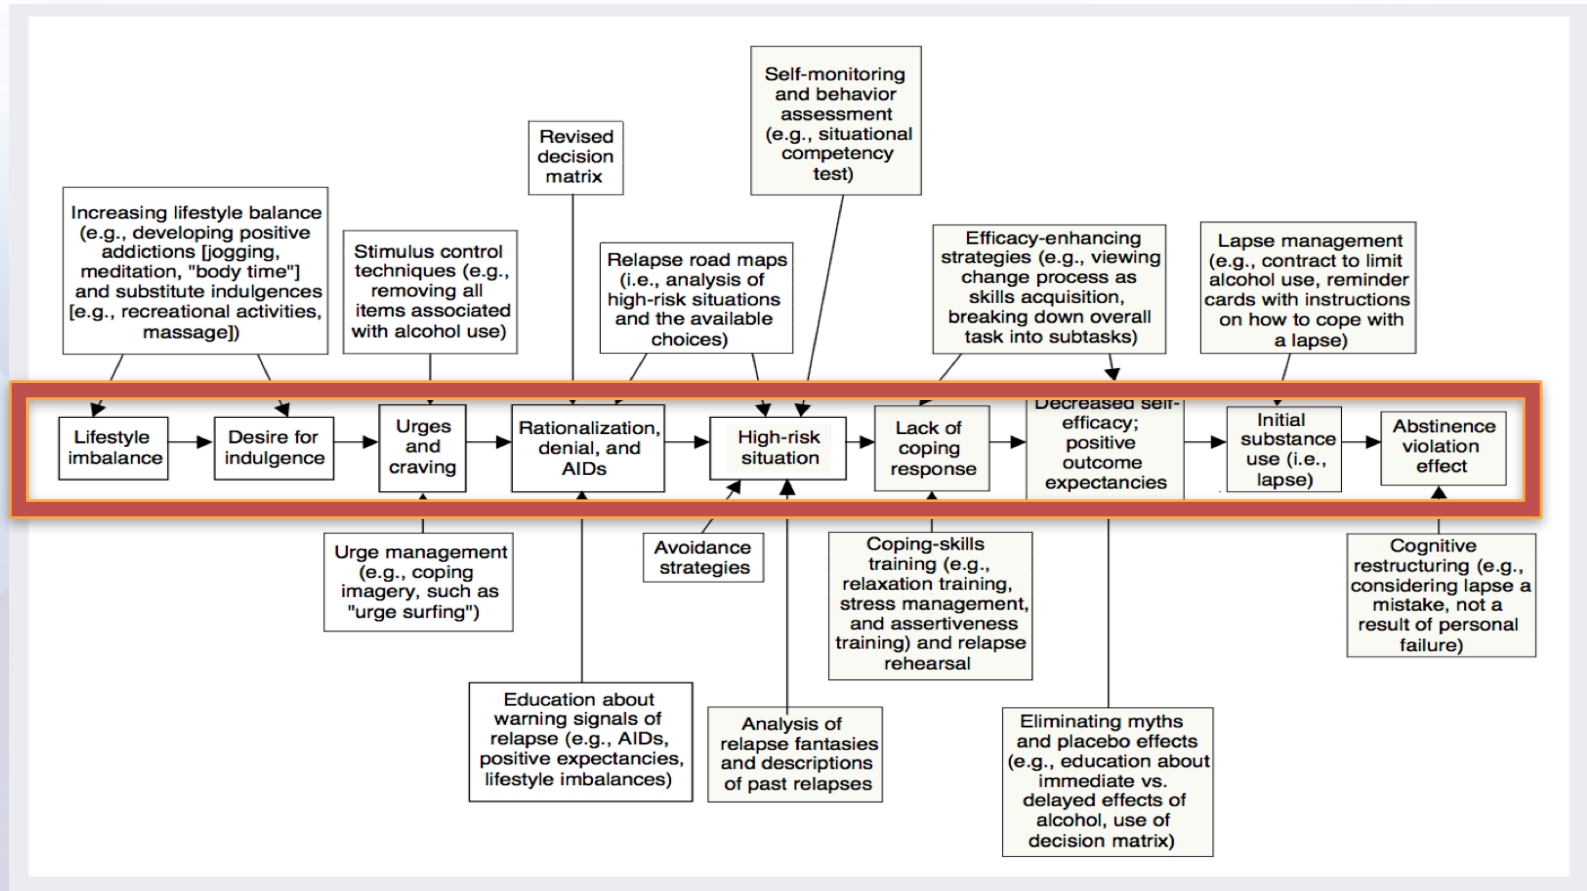 Self-monitoring
and behavior
assessment
(e.g., situational
competency
test)
Revised
decision
matrix
Increasing lifestyle balance
(e.g., developing positive
addictions [jogging,
meditation, "body time"]
and substitute indulgences
[e.g., recreational activities,
massage])
Stimulus control
techniques (e.g.,
removing all
items associated
with alcohol use)
Relapse road maps
(i.e., analysis of
high-risk situations
and the available
choices)
Efficacy-enhancing
strategies (e.g., viewing
change process as
skills acquisition,
breaking down overall
task into subtasks)
Lapse management
(e.g., contract to limit
alcohol use, reminder
cards with instructions
on how to cope with
a lapse)
Lifestyle
imbalance
Desire for
indulgence
Urges
and
craving
Rationalization,
denial, and
AIDs
High-risk
situation
Lack of
coping
response
Decreased self-
efficacy;
positive
outcome
expectancies
Initial
substance
use (i.e.,
lapse)
Abstinence
violation
effect
Urge management
(e.g., coping
imagery, such as
"urge surfing")
Avoidance
strategies
Coping-skills
training (e.g.,
relaxation training,
stress management,
and assertiveness
training) and relapse
rehearsal
Cognitive
restructuring (e.g.,
considering lapse a
mistake, not a
result of personal
failure)
Education about
warning signals of
relapse (e.g., AIDs,
positive expectancies,
lifestyle imbalances)
Analysis of
relapse fantasies
and descriptions
of past relapses
Eliminating myths
and placebo effects
(e.g., education about
immediate vs.
delayed effects of
alcohol, use of
decision matrix)